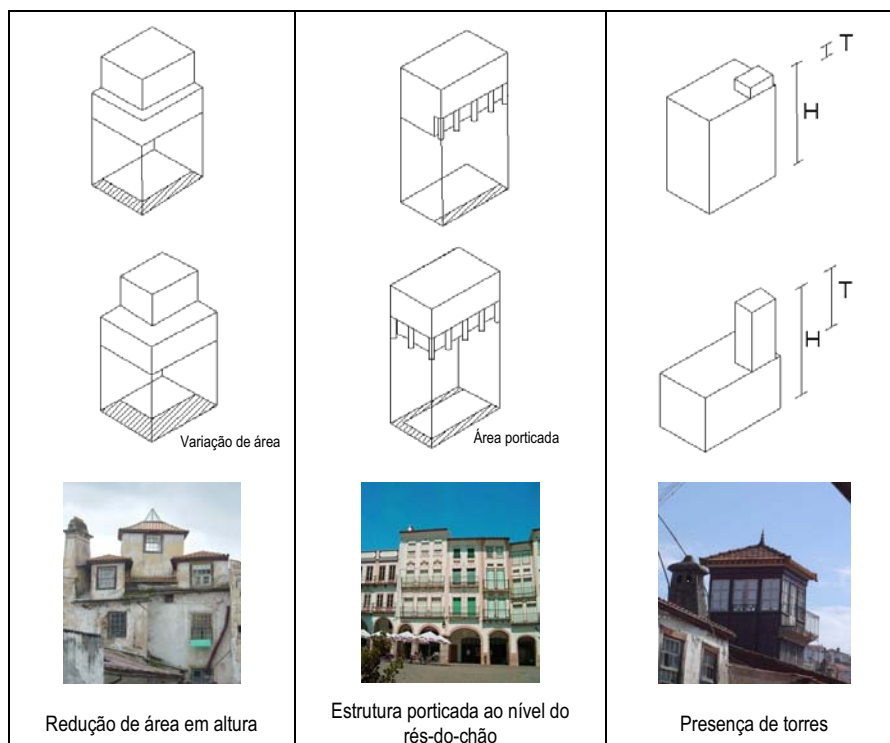 T
H
T
H
Variação de área
Área porticada
Redução de área em altura
Estrutura porticada ao nível do
rés-do-chão
Presença de torres